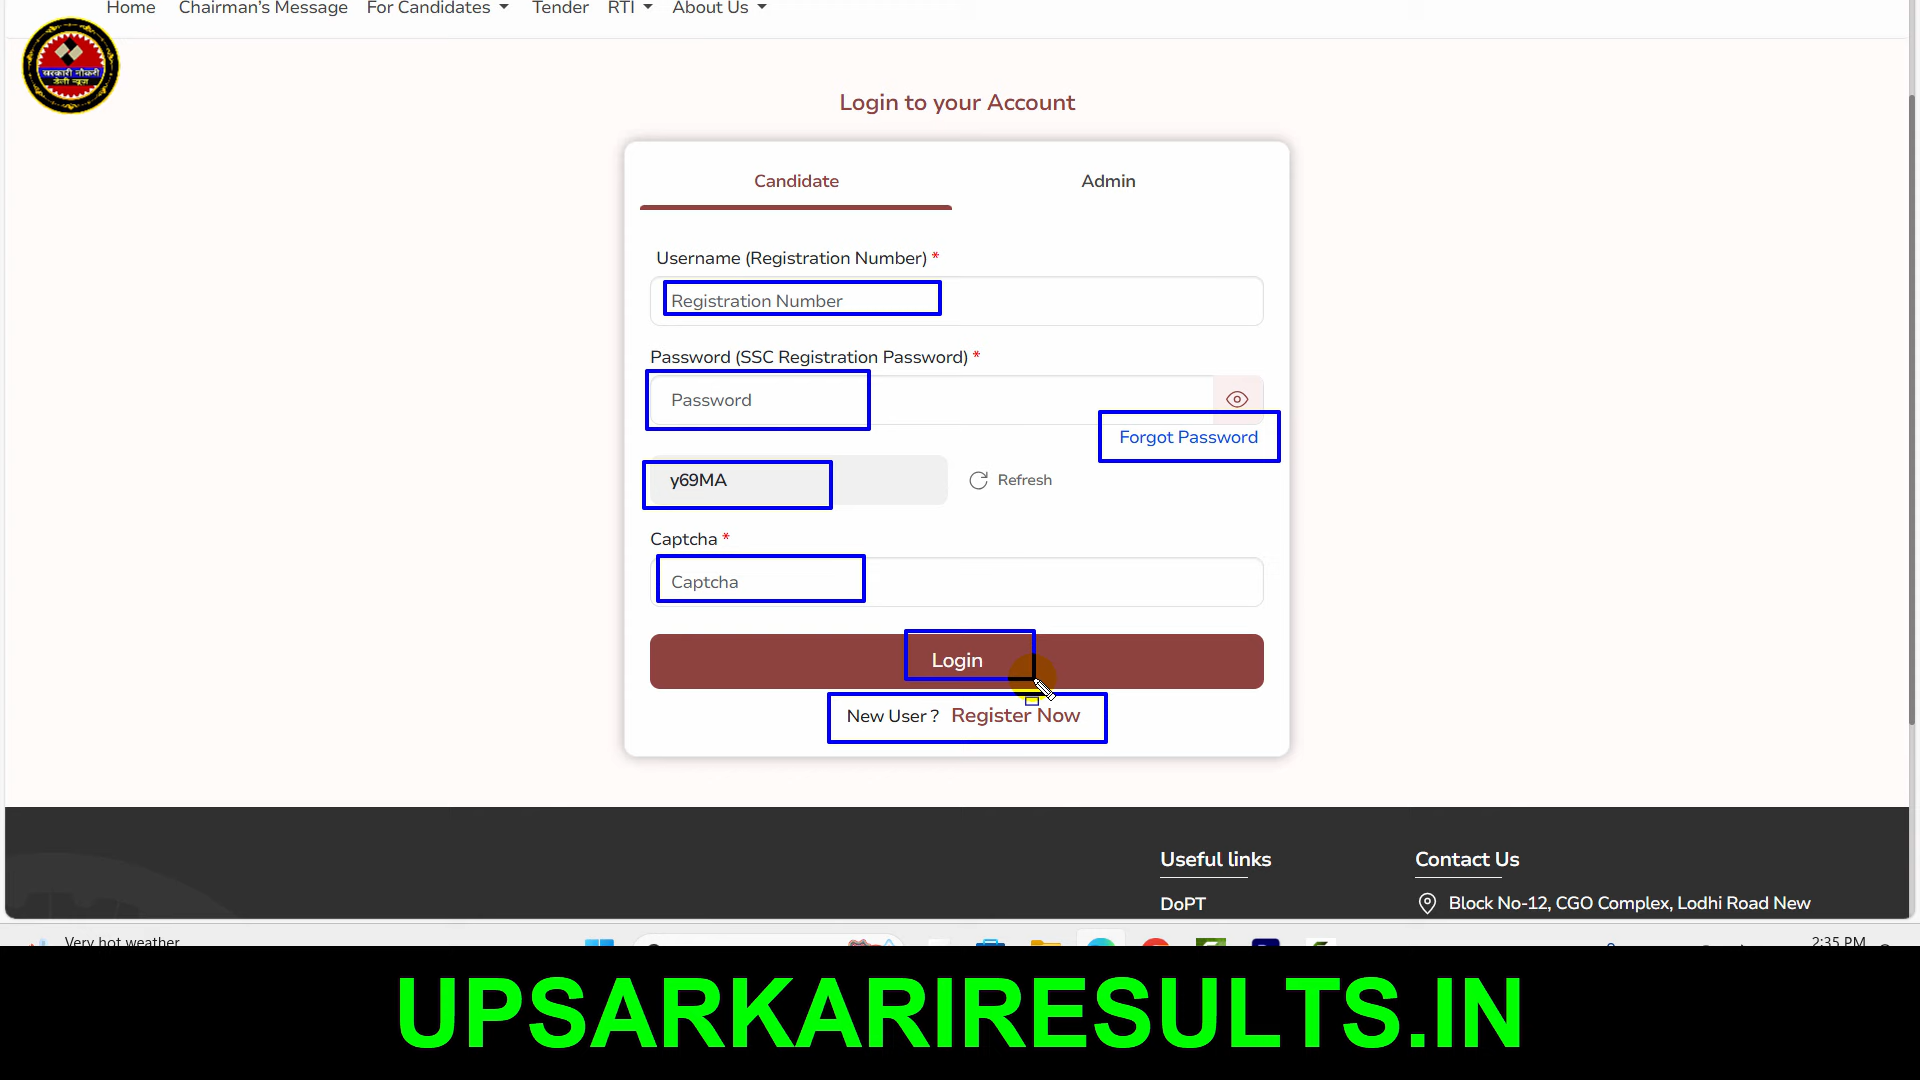 Home Chairman's Message For Candidates Tender RTI About Us
सरकारी नौकरी
डेली न्यूज
Login to your Account
Candidate Admin
Username (Registration Number) *
Registration Number
Password (SSC Registration Password) *
Password
Forgot Password
y69MA Refresh
Captcha *
Captcha
Login
New User ? Register Now
Useful links Contact Us
DoPT Block No-12, CGO Complex, Lodhi Road New
Very hot weather 2:35 PM
UPSARKARIRESULTS.IN